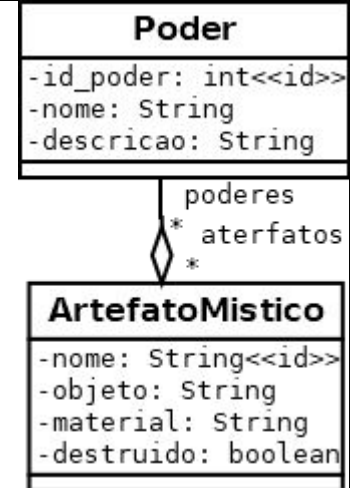 Poder
-id_poder: int<<id>>
-nome: String
-descricao: String
poderes
* aterfatos
*
ArtefatoMistico
-nome: String<<id>>
-objeto: String
-material: String
-destruido: boolean